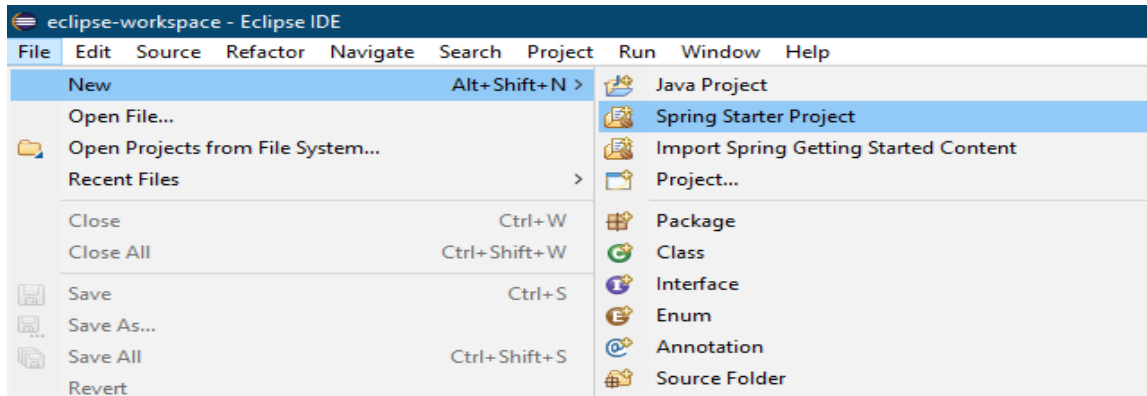 eclipse-workspace - Eclipse IDE
File Edit Source Refactor Navigate Search Project Run Window Help
New Alt+Shift+N >
Open File...
Open Projects from File System...
Recent Files >
Close Ctrl+W
Close All Ctrl+Shift+W
Save Ctrl+S
Save As...
Save All Ctrl+Shift+S
Revert
Java Project
Spring Starter Project
Import Spring Getting Started Content
Project...
Package
Class
Interface
Enum
Annotation
Source Folder